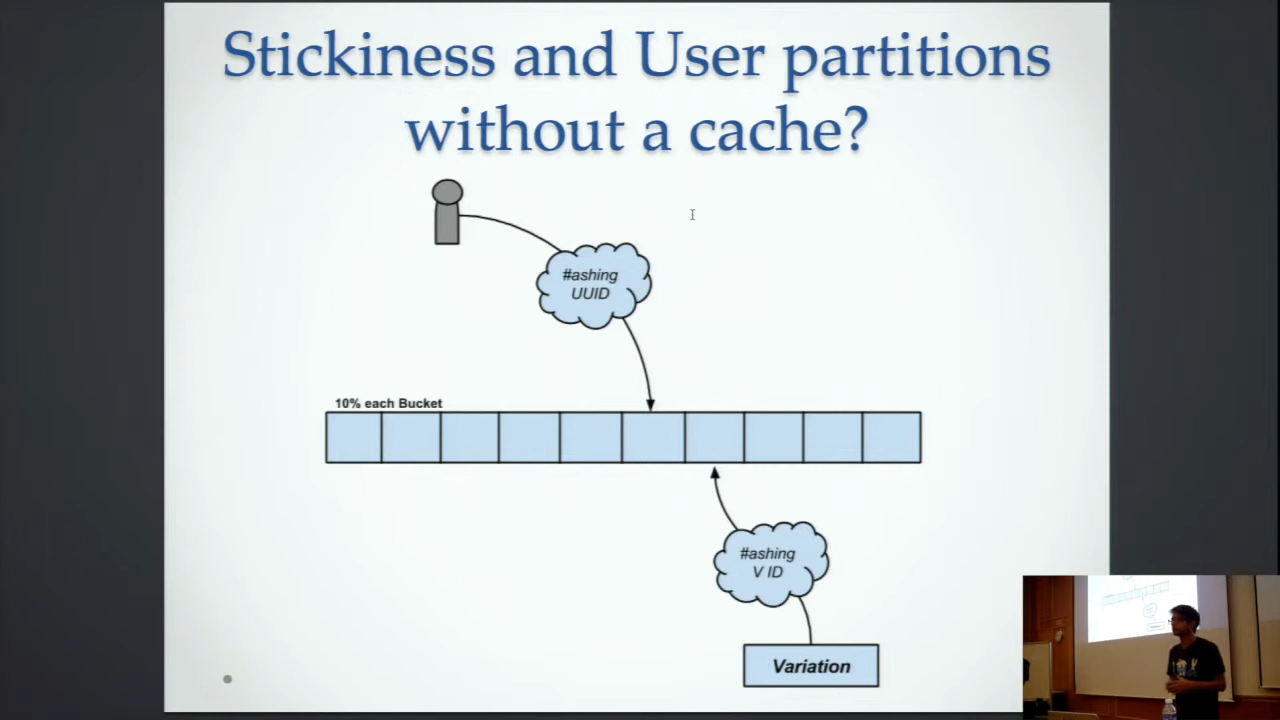 Stickiness and User partitions
without a cache?
#ashing
UUID
10% each Bucket
#ashing
V ID
Variation